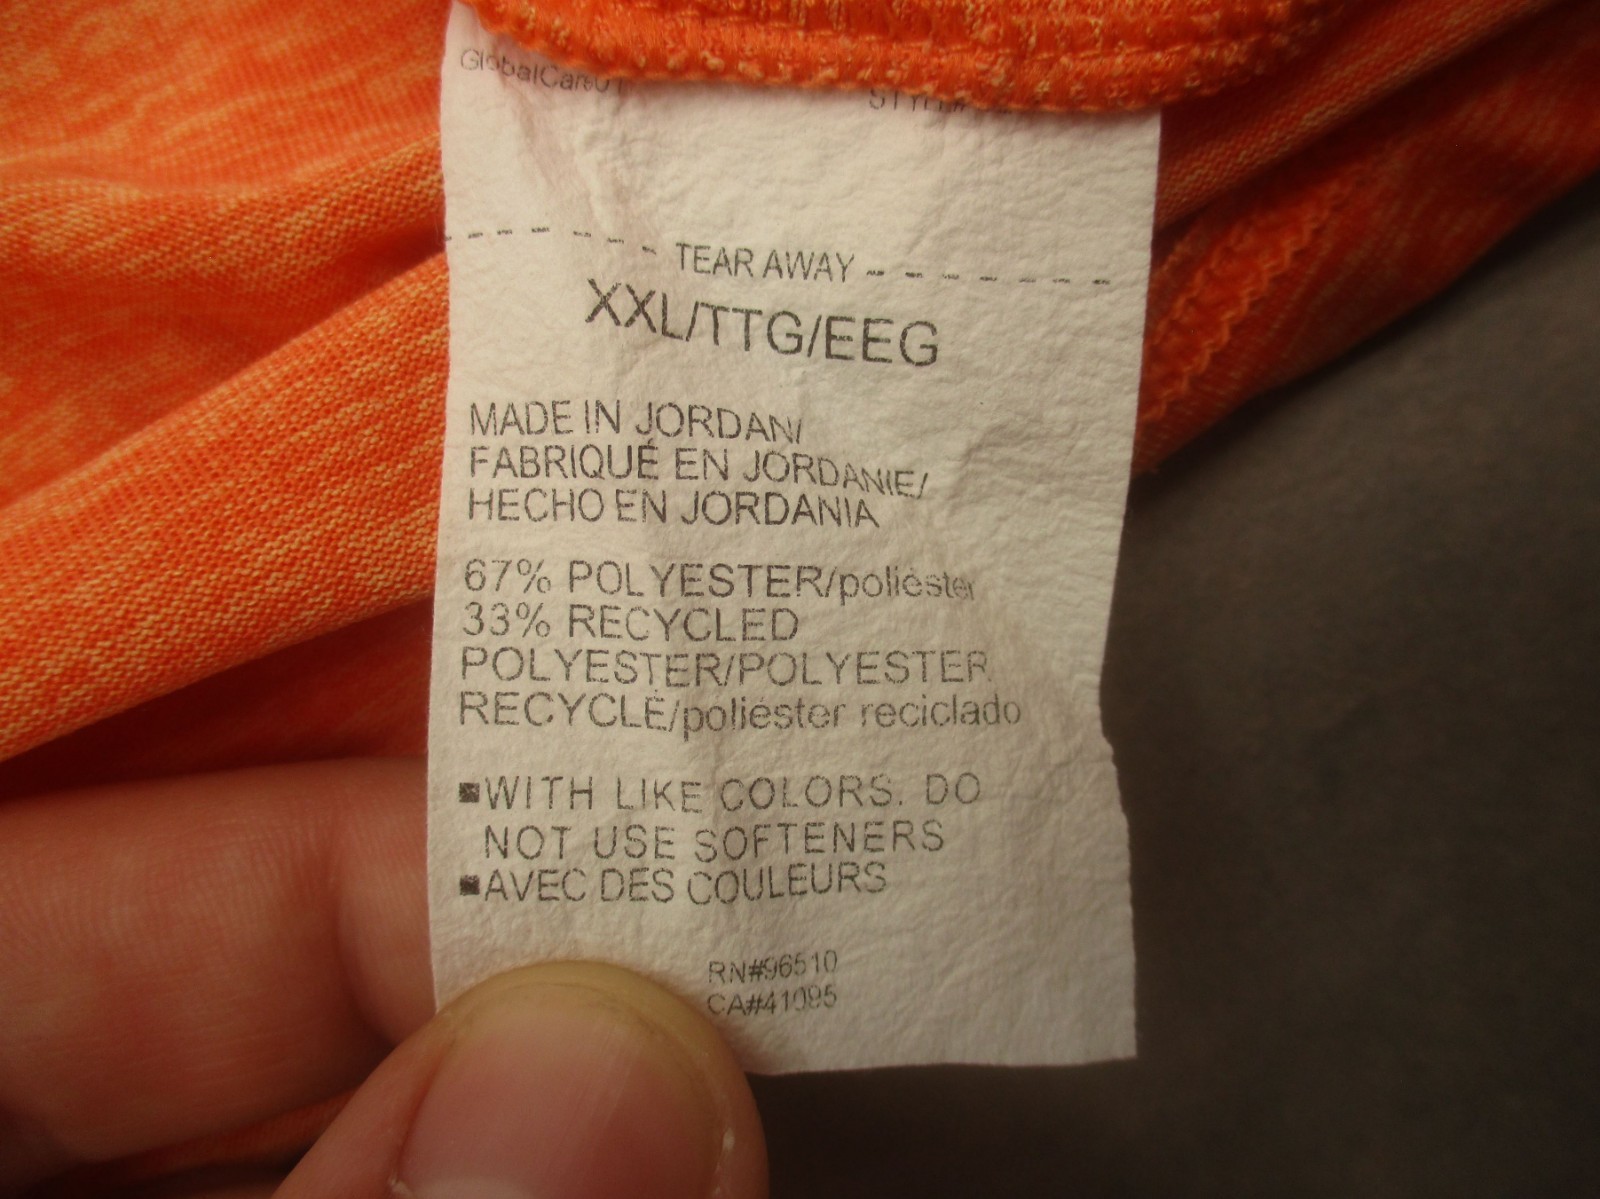 GlobalCare01
TEAR AWAY
XXL/TTG/EEG
MADE IN JORDAN/
FABRIQUÉ EN JORDANIE/
HECHO EN JORDANIA
67% POLYESTER/poliéster
33% RECYCLED
POLYESTER/POLYESTER
RECYCLÉ/poliéster reciclado
■WITH LIKE COLORS. DO
NOT USE SOFTENERS
■AVEC DES COULEURS
RN#96510
CA#41095